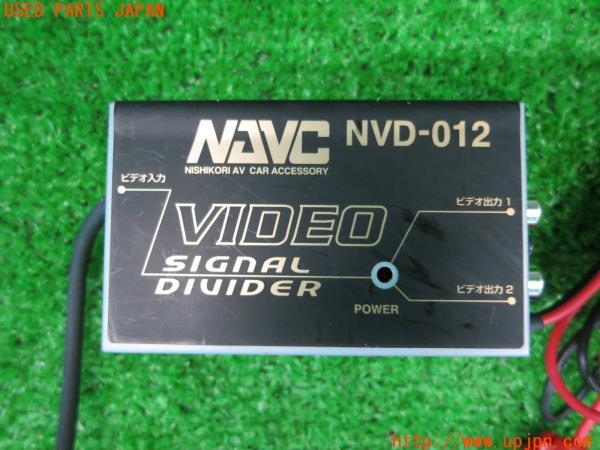 USED PARTS JAPAN
NAVC NVD-012
NISHIKORI AV CAR ACCESSORY
ビデオ入力
ビデオ出力 1
VIDEO
SIGNAL
DIVIDER
ビデオ出力 2
POWER
http://www.upjpn.com/